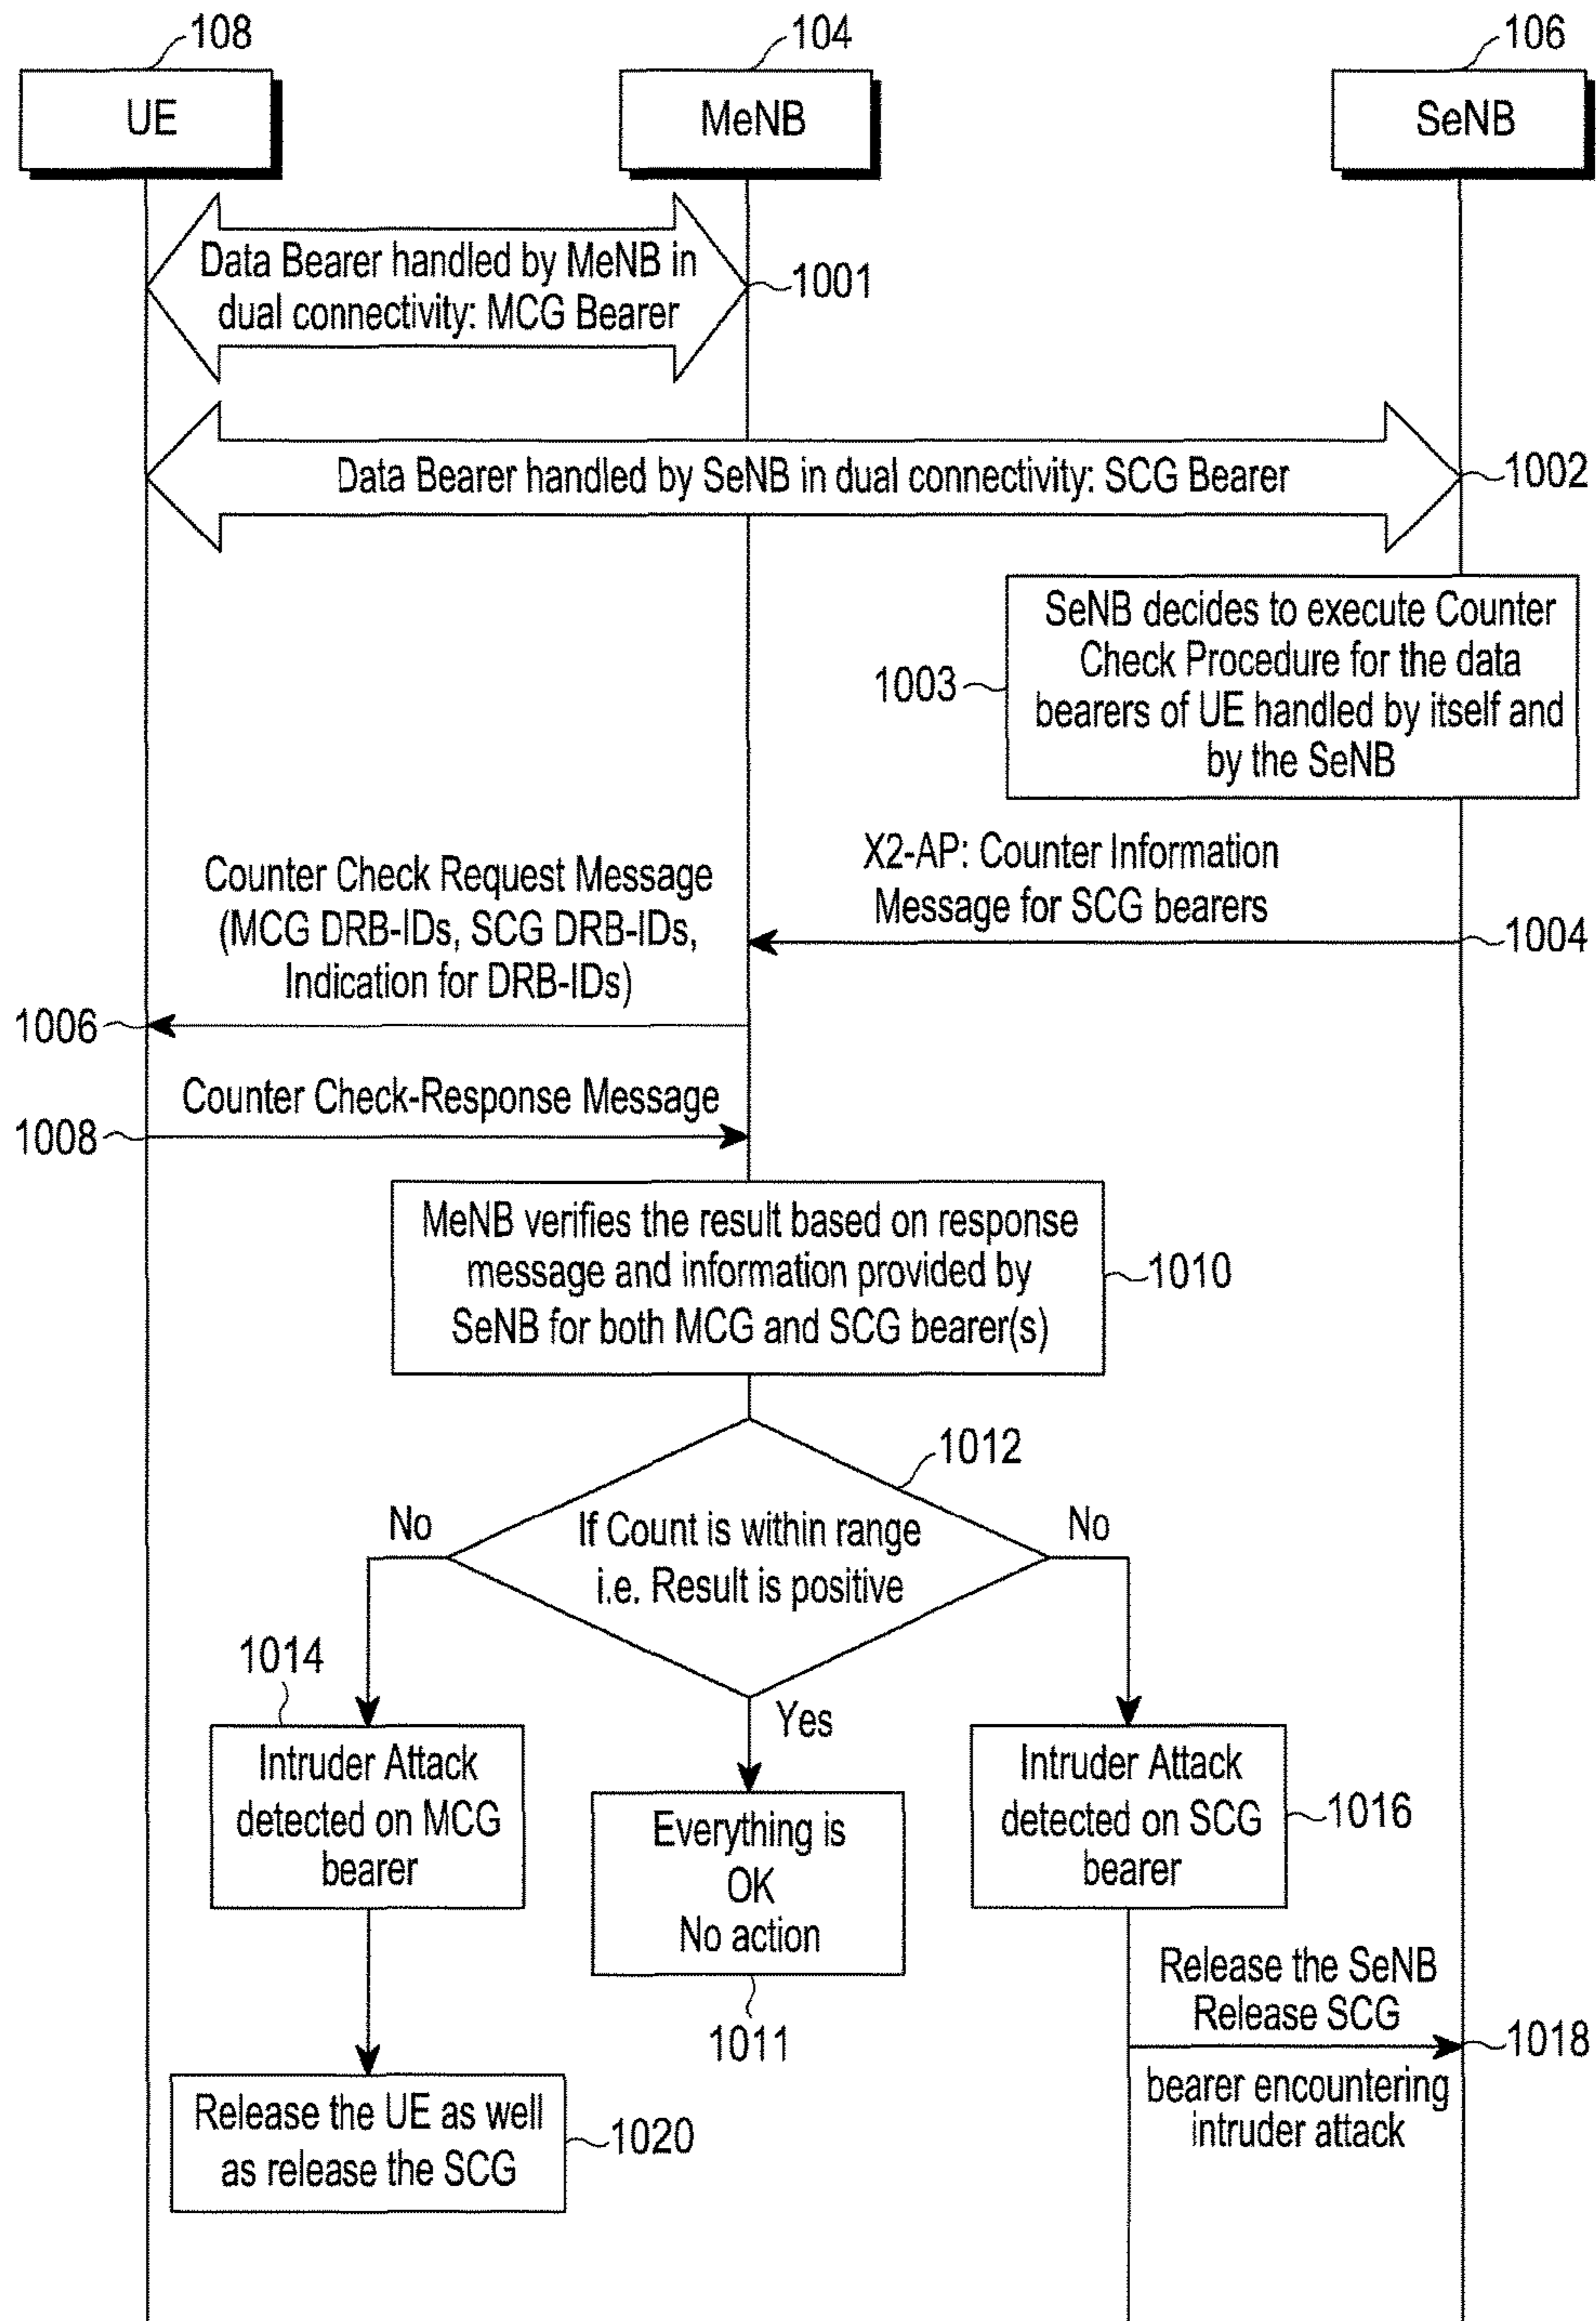 108
104
106
UE
MeNB
SeNB
Data Bearer handled by MeNB in
dual connectivity: MCG Bearer
1001
Data Bearer handled by SeNB in dual connectivity: SCG Bearer
1002
SeNB decides to execute Counter
Check Procedure for the data
bearers of UE handled by itself and
by the SeNB
1003
X2-AP: Counter Information
Message for SCG bearers
1004
Counter Check Request Message
(MCG DRB-IDs, SCG DRB-IDs,
Indication for DRB-IDs)
1006
Counter Check-Response Message
1008
MeNB verifies the result based on response
message and information provided by
SeNB for both MCG and SCG bearer(s)
1010
1012
If Count is within range
i.e. Result is positive
No
No
Yes
1014
Intruder Attack
detected on MCG
bearer
Everything is
OK
No action
1011
Intruder Attack
detected on SCG
bearer
1016
Release the SeNB
Release SCG
1018
bearer encountering
intruder attack
Release the UE as well
as release the SCG
1020